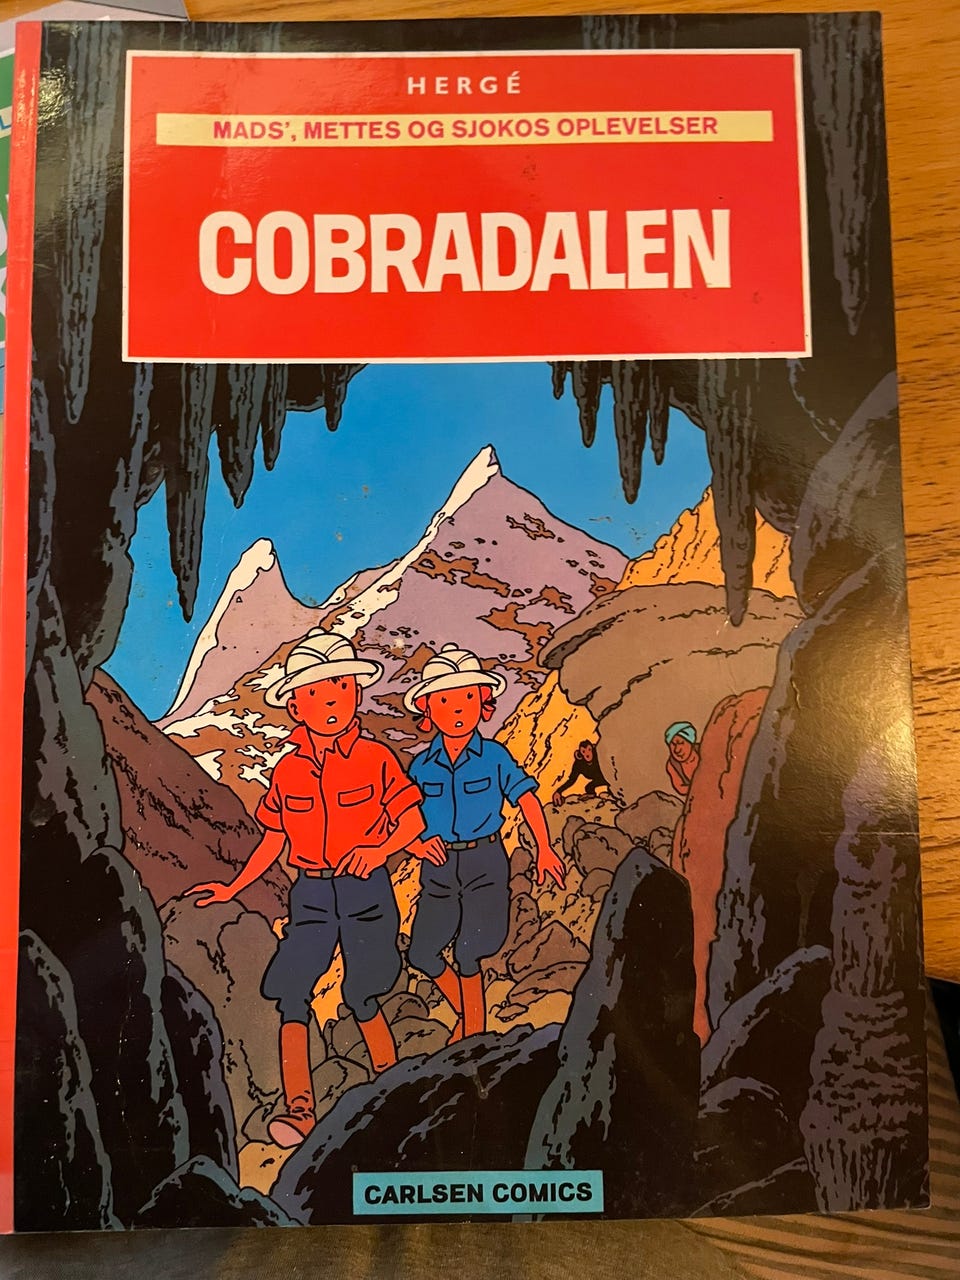 HERGÉ
MADS', METTES OG SJOKOS OPLEVELSER
COBRADALEN
CARLSEN COMICS